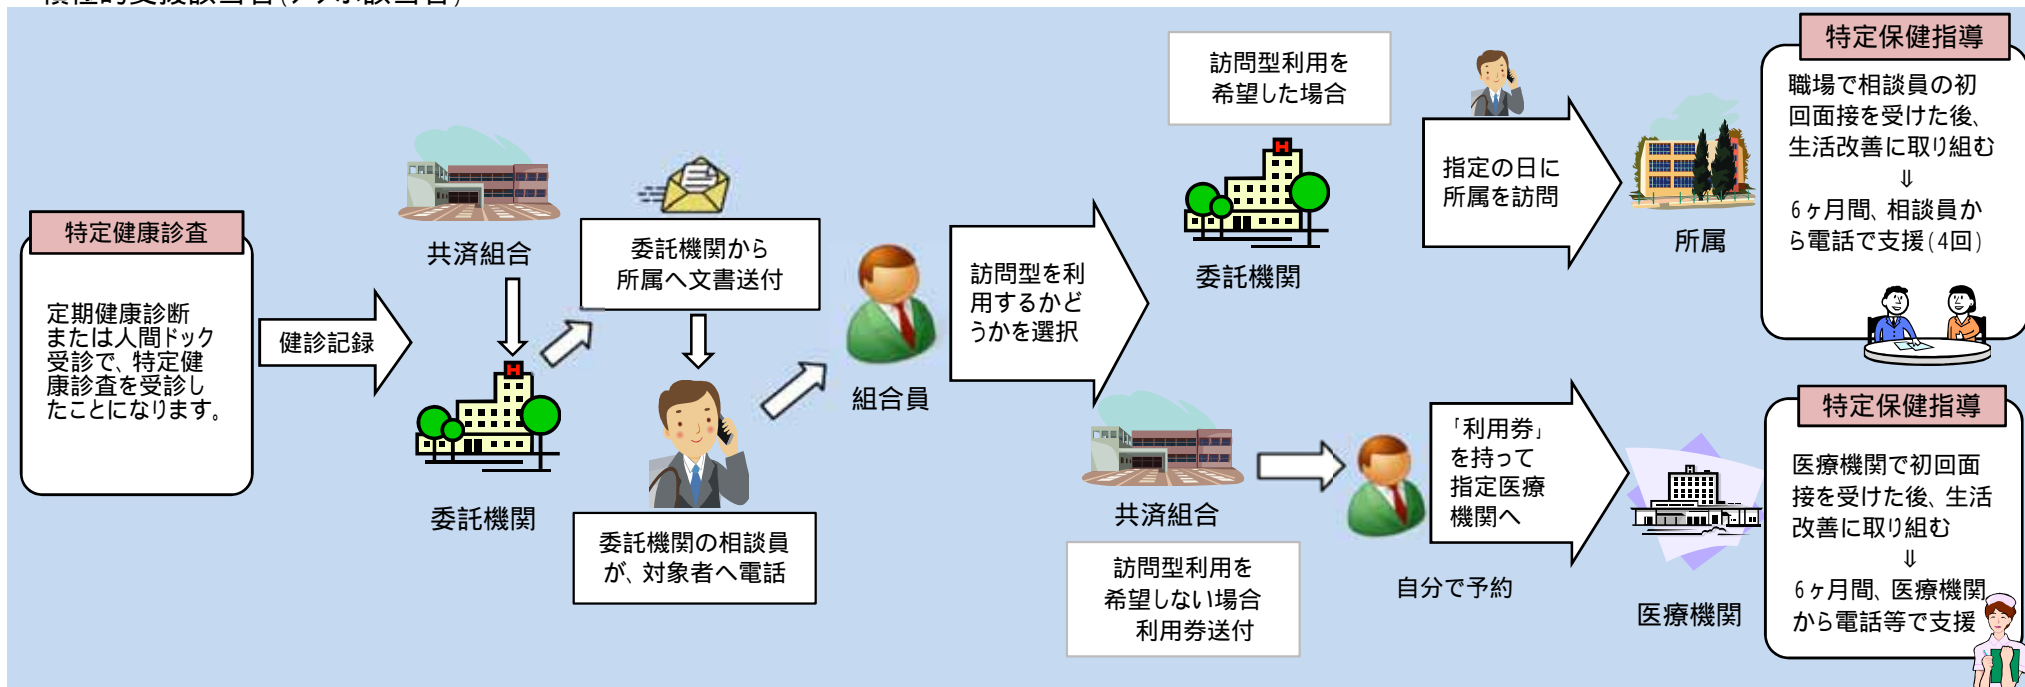 特定健康診査
定期健康診断
または人間ドック
受診で、特定健
康診査を受診し
たことになります。
健診記録
共済組合
委託機関
委託機関から
所属へ文書送付
委託機関の相談員
が、対象者へ電話
組合員
訪問型を利
用するかど
うかを選択
訪問型利用を
希望した場合
委託機関
指定の日に
所属を訪問
所属
特定保健指導
職場で相談員の初
回面接を受けた後、
生活改善に取り組む
⇓
6ヶ月間、相談員か
ら電話で支援(4回)
共済組合
訪問型利用を
希望しない場合
利用券送付
自分で予約
「利用券」
を持って
指定医療
機関へ
医療機関
特定保健指導
医療機関で初回面
接を受けた後、生活
改善に取り組む
⇓
6ヶ月間、医療機関
から電話等で支援